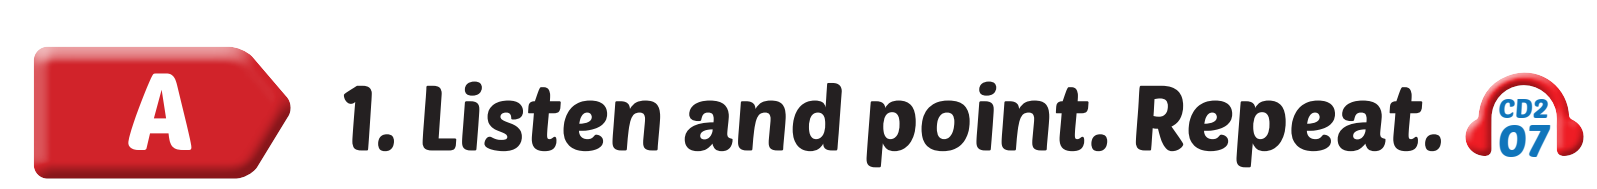 A 1. Listen and point. Repeat. CD2
07